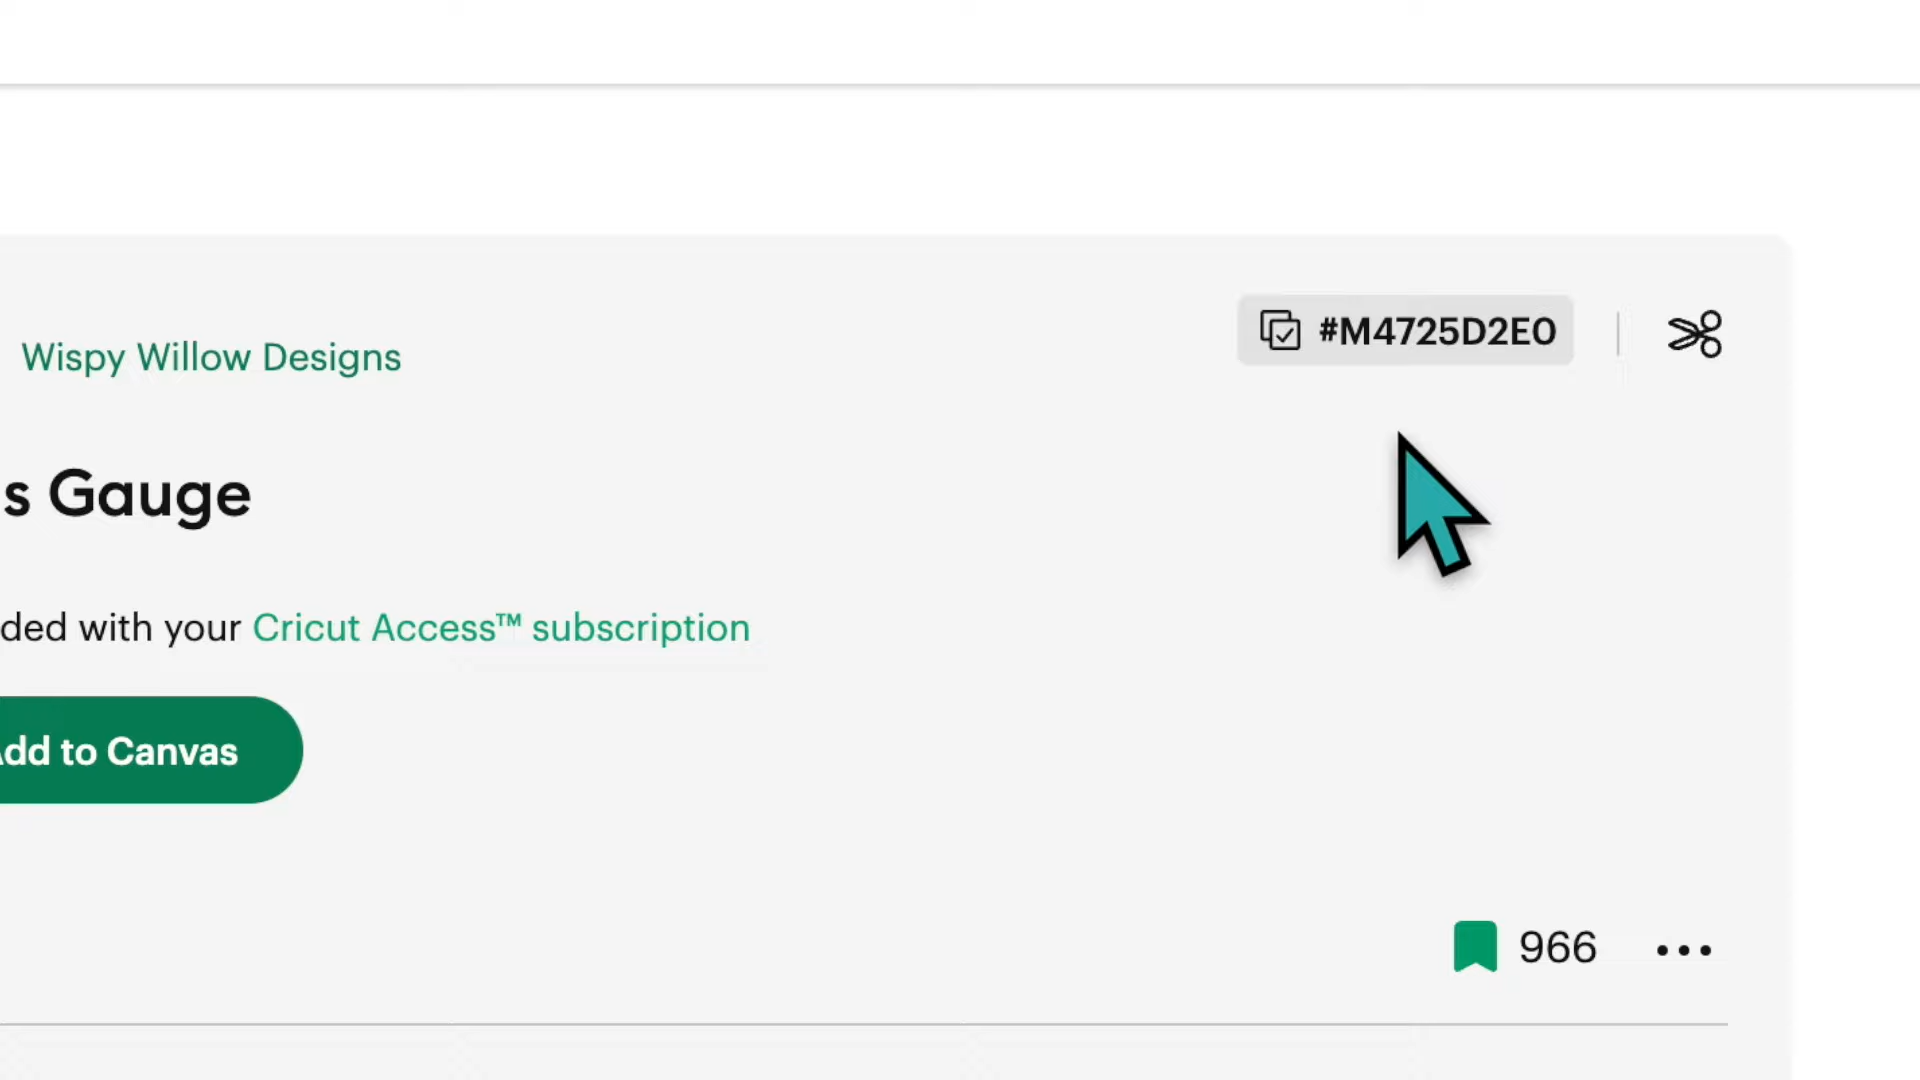 #M4725D2E0
Wispy Willow Designs
s Gauge
ded with your Cricut Access™ subscription
dd to Canvas
966